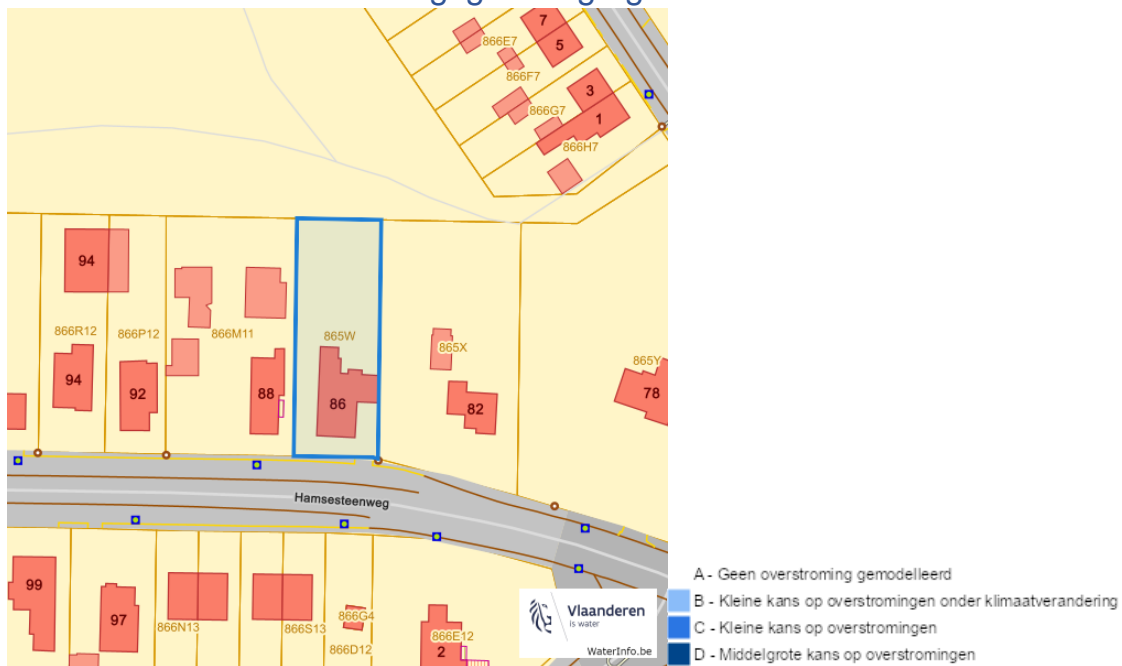 7
5
866E7
866F7
3
866G7
1
866H7
94
866R12
866P12
866M11
865W
865X
865Y
94
92
88
86
82
78
Hamsesteenweg
99
97
866N13
866S13
866G4
866D12
866E12
2
Vlaanderen
is water
WaterInfo.be
A - Geen overstroming gemodelleerd
B - Kleine kans op overstromingen onder klimaatverandering
C - Kleine kans op overstromingen
D - Middelgrote kans op overstromingen